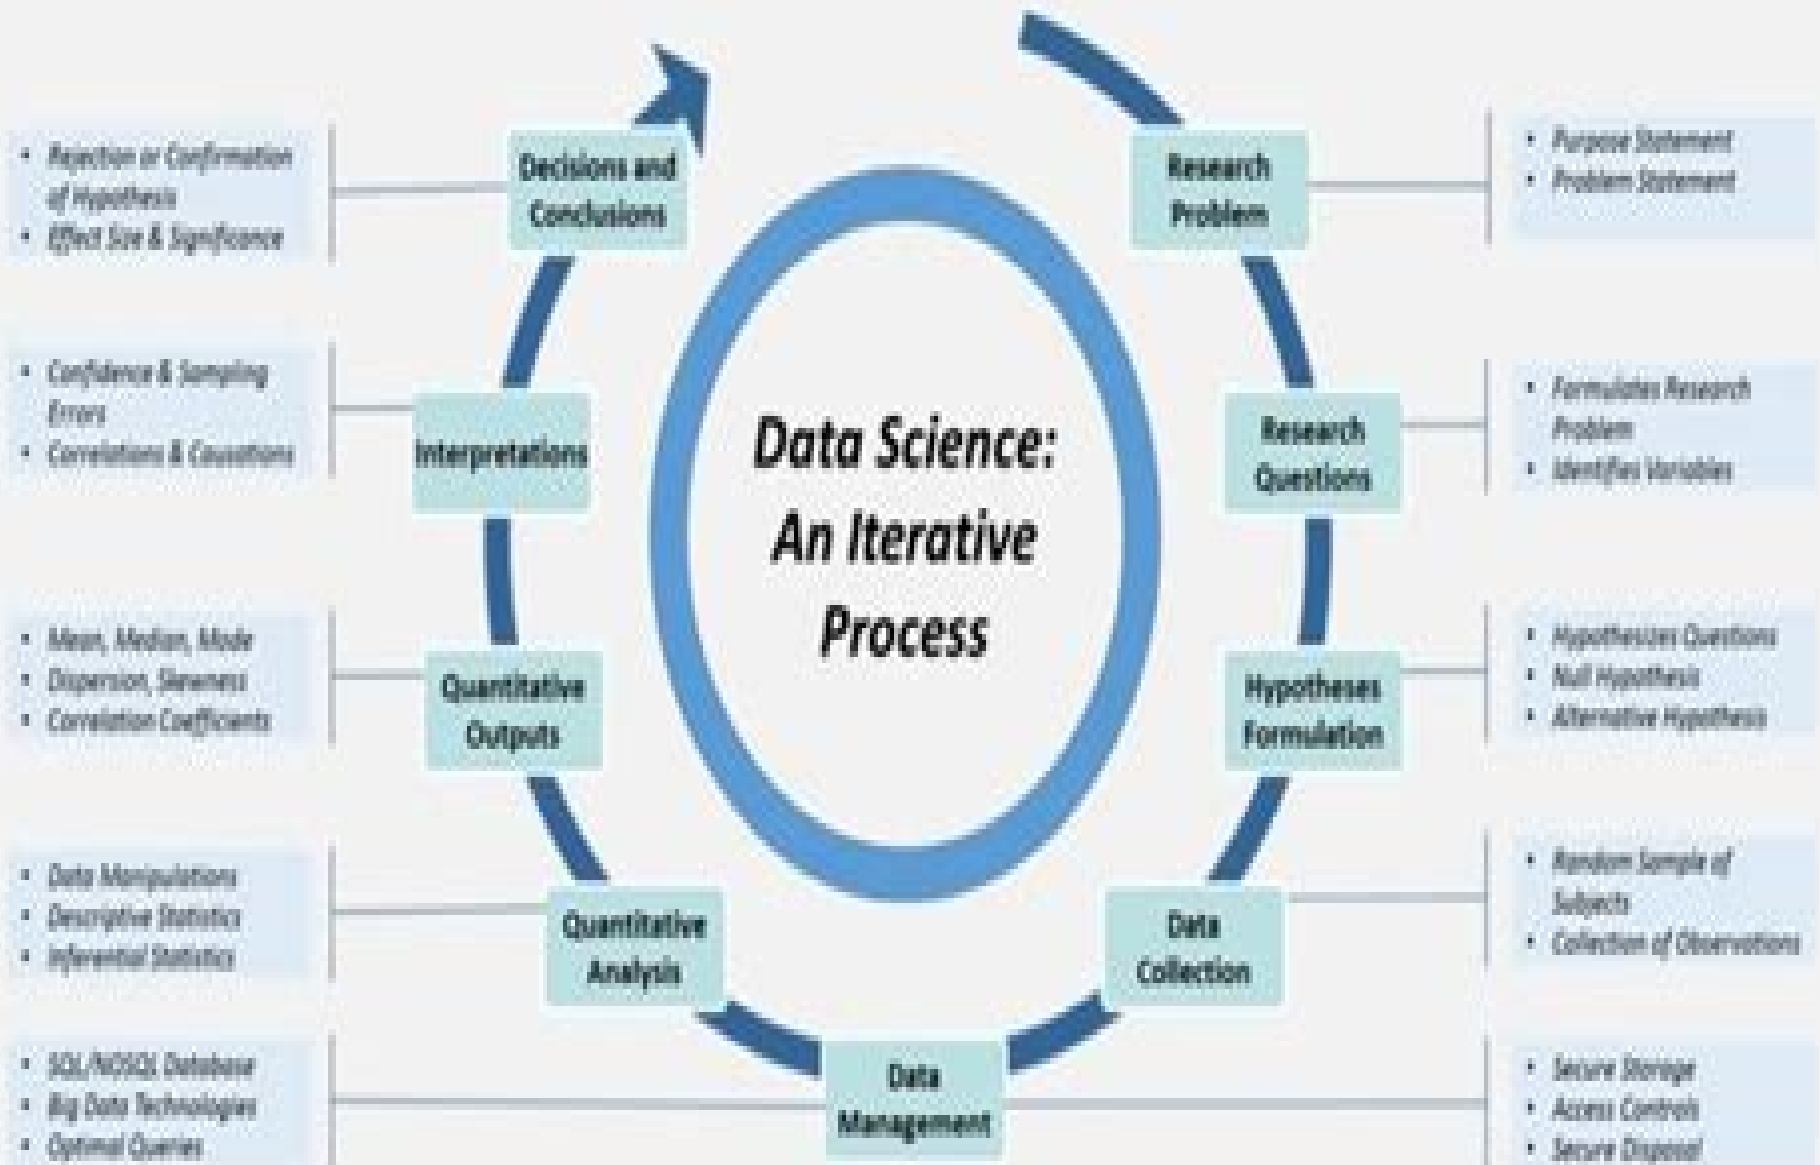 Data Science:
An Iterative
Process
Research
Problem
• Purpose Statement
• Problem Statement
Research
Questions
• Formulates Research
Problem
• Identifies Variables
Hypotheses
Formulation
• Hypothesizes Questions
• Null Hypothesis
• Alternative Hypothesis
Data
Collection
• Random Sample of
Subjects
• Collection of Observations
Data
Management
• Secure Storage
• Access Controls
• Secure Disposal
• SQL/NOSQL Database
• Big Data Technologies
• Optimal Queries
Quantitative
Analysis
• Data Manipulations
• Descriptive Statistics
• Inferential Statistics
Quantitative
Outputs
• Mean, Median, Mode
• Dispersion, Skewness
• Correlation Coefficients
Interpretations
• Confidence & Sampling
Errors
• Correlations & Causations
Decisions and
Conclusions
• Rejection or Confirmation
of Hypothesis
• Effect Size & Significance